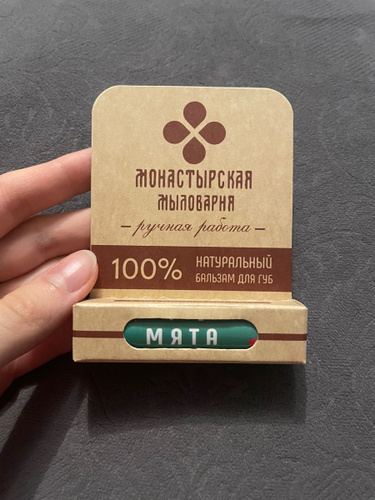 МОНАСТЫРСКАЯ
МЫЛОВАРНЯ
— ручная работа —
100% НАТУРАЛЬНЫЙ
БАЛЬЗАМ ДЛЯ ГУБ
МЯТА